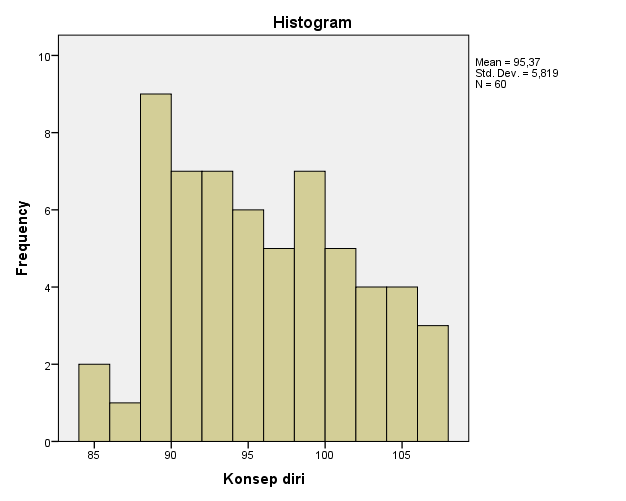 Histogram
Mean = 95,37
Std. Dev. = 5,819
N = 60
10
8
6
4
2
0
Frequency
85 90 95 100 105
Konsep diri